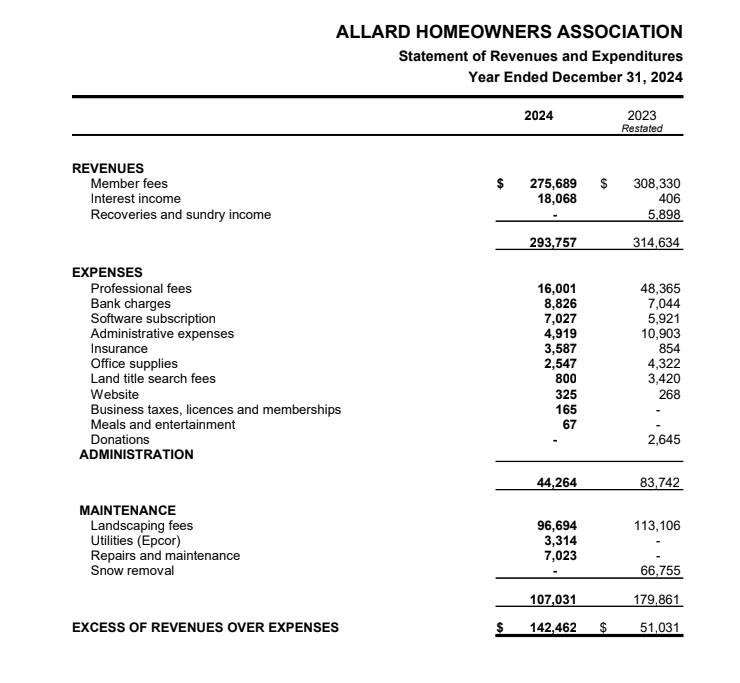 ALLARD HOMEOWNERS ASSOCIATION
Statement of Revenues and Expenditures
Year Ended December 31, 2024
2024 2023
Restated
REVENUES
Member fees $ 275,689 $ 308,330
Interest income 18,068 406
Recoveries and sundry income - 5,898
293,757 314,634
EXPENSES
Professional fees 16,001 48,365
Bank charges 8,826 7,044
Software subscription 7,027 5,921
Administrative expenses 4,919 10,903
Insurance 3,587 854
Office supplies 2,547 4,322
Land title search fees 800 3,420
Website 325 268
Business taxes, licences and memberships 165 -
Meals and entertainment 67 -
Donations - 2,645
ADMINISTRATION
44,264 83,742
MAINTENANCE
Landscaping fees 96,694 113,106
Utilities (Epcor) 3,314 -
Repairs and maintenance 7,023 -
Snow removal - 66,755
107,031 179,861
EXCESS OF REVENUES OVER EXPENSES $ 142,462 $ 51,031